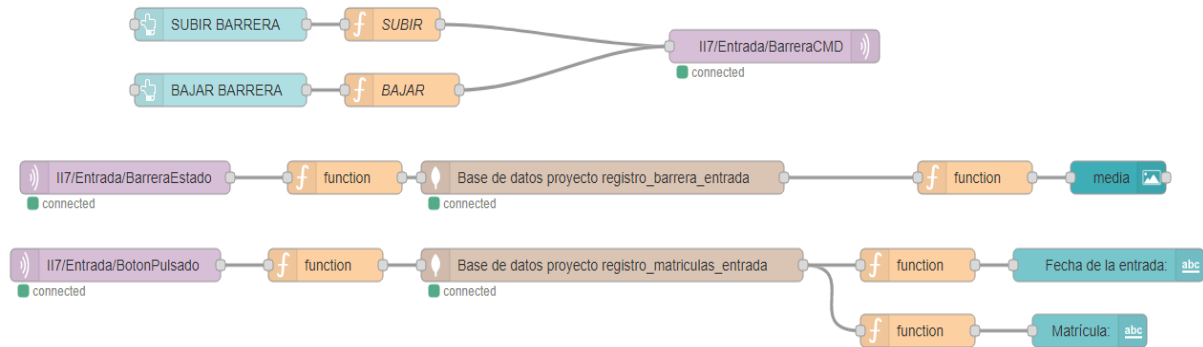 SUBIR BARRERA
SUBIR
II7/Entrada/BarreraCMD
connected
BAJAR BARRERA
BAJAR
II7/Entrada/BarreraEstado
function
Base de datos proyecto registro_barrera_entrada
function
media
connected
connected
II7/Entrada/BotonPulsado
function
Base de datos proyecto registro_matriculas_entrada
function
Fecha de la entrada:
abc
connected
connected
function
Matrícula:
abc